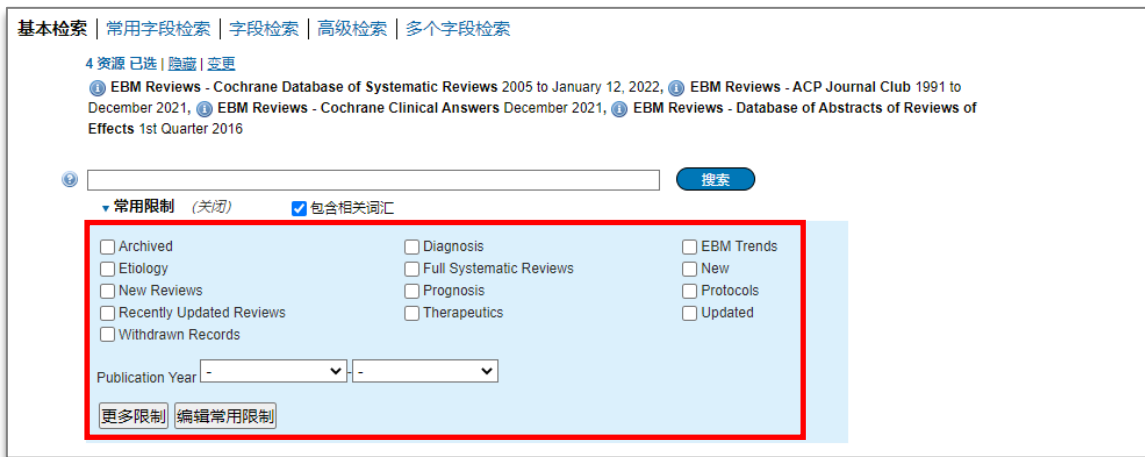 基本检索 | 常用字段检索 | 字段检索 | 高级检索 | 多个字段检索
4 资源 已选 | 隐藏 | 变更
EBM Reviews - Cochrane Database of Systematic Reviews 2005 to January 12, 2022, EBM Reviews - ACP Journal Club 1991 to
December 2021, EBM Reviews - Cochrane Clinical Answers December 2021, EBM Reviews - Database of Abstracts of Reviews of
Effects 1st Quarter 2016
搜索
常用限制 (关闭) 包含相关词汇
Archived Diagnosis EBM Trends
Etiology Full Systematic Reviews New
New Reviews Prognosis Protocols
Recently Updated Reviews Therapeutics Updated
Withdrawn Records
Publication Year - - -
更多限制 编辑常用限制